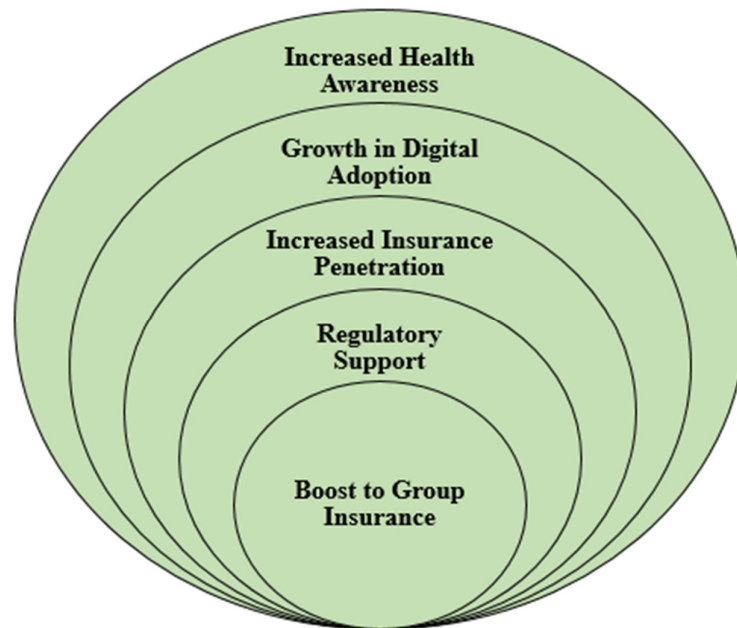 Increased Health
Awareness
Growth in Digital
Adoption
Increased Insurance
Penetration
Regulatory
Support
Boost to Group
Insurance